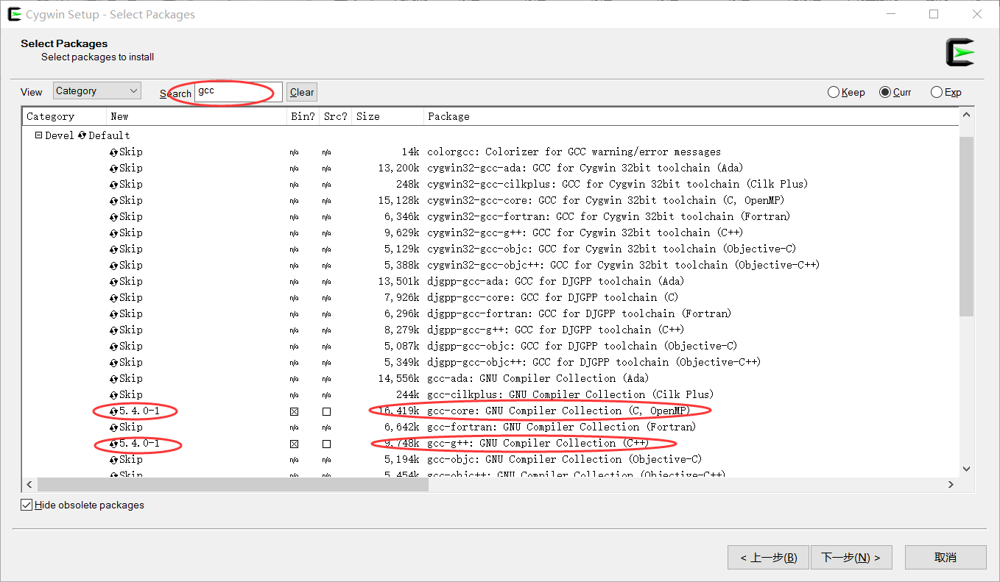 Cygwin Setup - Select Packages
Select Packages
Select packages to install
View Category Search gcc Clear Keep Curr Exp
Category New Bin? Src? Size Package
Devel Default
Skip n/a n/a 14k colorgcc: Colorizer for GCC warning/error messages
Skip n/a n/a 13,200k cygwin32-gcc-ada: GCC for Cygwin 32bit toolchain (Ada)
Skip n/a n/a 248k cygwin32-gcc-cilkplus: GCC for Cygwin 32bit toolchain (Cilk Plus)
Skip n/a n/a 15,128k cygwin32-gcc-core: GCC for Cygwin 32bit toolchain (C, OpenMP)
Skip n/a n/a 6,346k cygwin32-gcc-fortran: GCC for Cygwin 32bit toolchain (Fortran)
Skip n/a n/a 9,629k cygwin32-gcc-g++: GCC for Cygwin 32bit toolchain (C++)
Skip n/a n/a 5,129k cygwin32-gcc-objc: GCC for Cygwin 32bit toolchain (Objective-C)
Skip n/a n/a 5,388k cygwin32-gcc-objc++: GCC for Cygwin 32bit toolchain (Objective-C++)
Skip n/a n/a 13,501k djgpp-gcc-ada: GCC for DJGPP toolchain (Ada)
Skip n/a n/a 7,926k djgpp-gcc-core: GCC for DJGPP toolchain (C)
Skip n/a n/a 6,296k djgpp-gcc-fortran: GCC for DJGPP toolchain (Fortran)
Skip n/a n/a 8,279k djgpp-gcc-g++: GCC for DJGPP toolchain (C++)
Skip n/a n/a 5,087k djgpp-gcc-objc: GCC for DJGPP toolchain (Objective-C)
Skip n/a n/a 5,349k djgpp-gcc-objc++: GCC for DJGPP toolchain (Objective-C++)
Skip n/a n/a 14,556k gcc-ada: GNU Compiler Collection (Ada)
Skip n/a n/a 244k gcc-cilkplus: GNU Compiler Collection (Cilk Plus)
5.4.0-1 16,419k gcc-core: GNU Compiler Collection (C, OpenMP)
Skip n/a n/a 6,642k gcc-fortran: GNU Compiler Collection (Fortran)
5.4.0-1 9,748k gcc-g++: GNU Compiler Collection (C++)
Skip n/a n/a 5,194k gcc-objc: GNU Compiler Collection (Objective-C)
Skip n/a n/a 5,454k gcc-objc++: GNU Compiler Collection (Objective-C++)
Hide obsolete packages
< 上一步(B) 下一步(N) > 取消